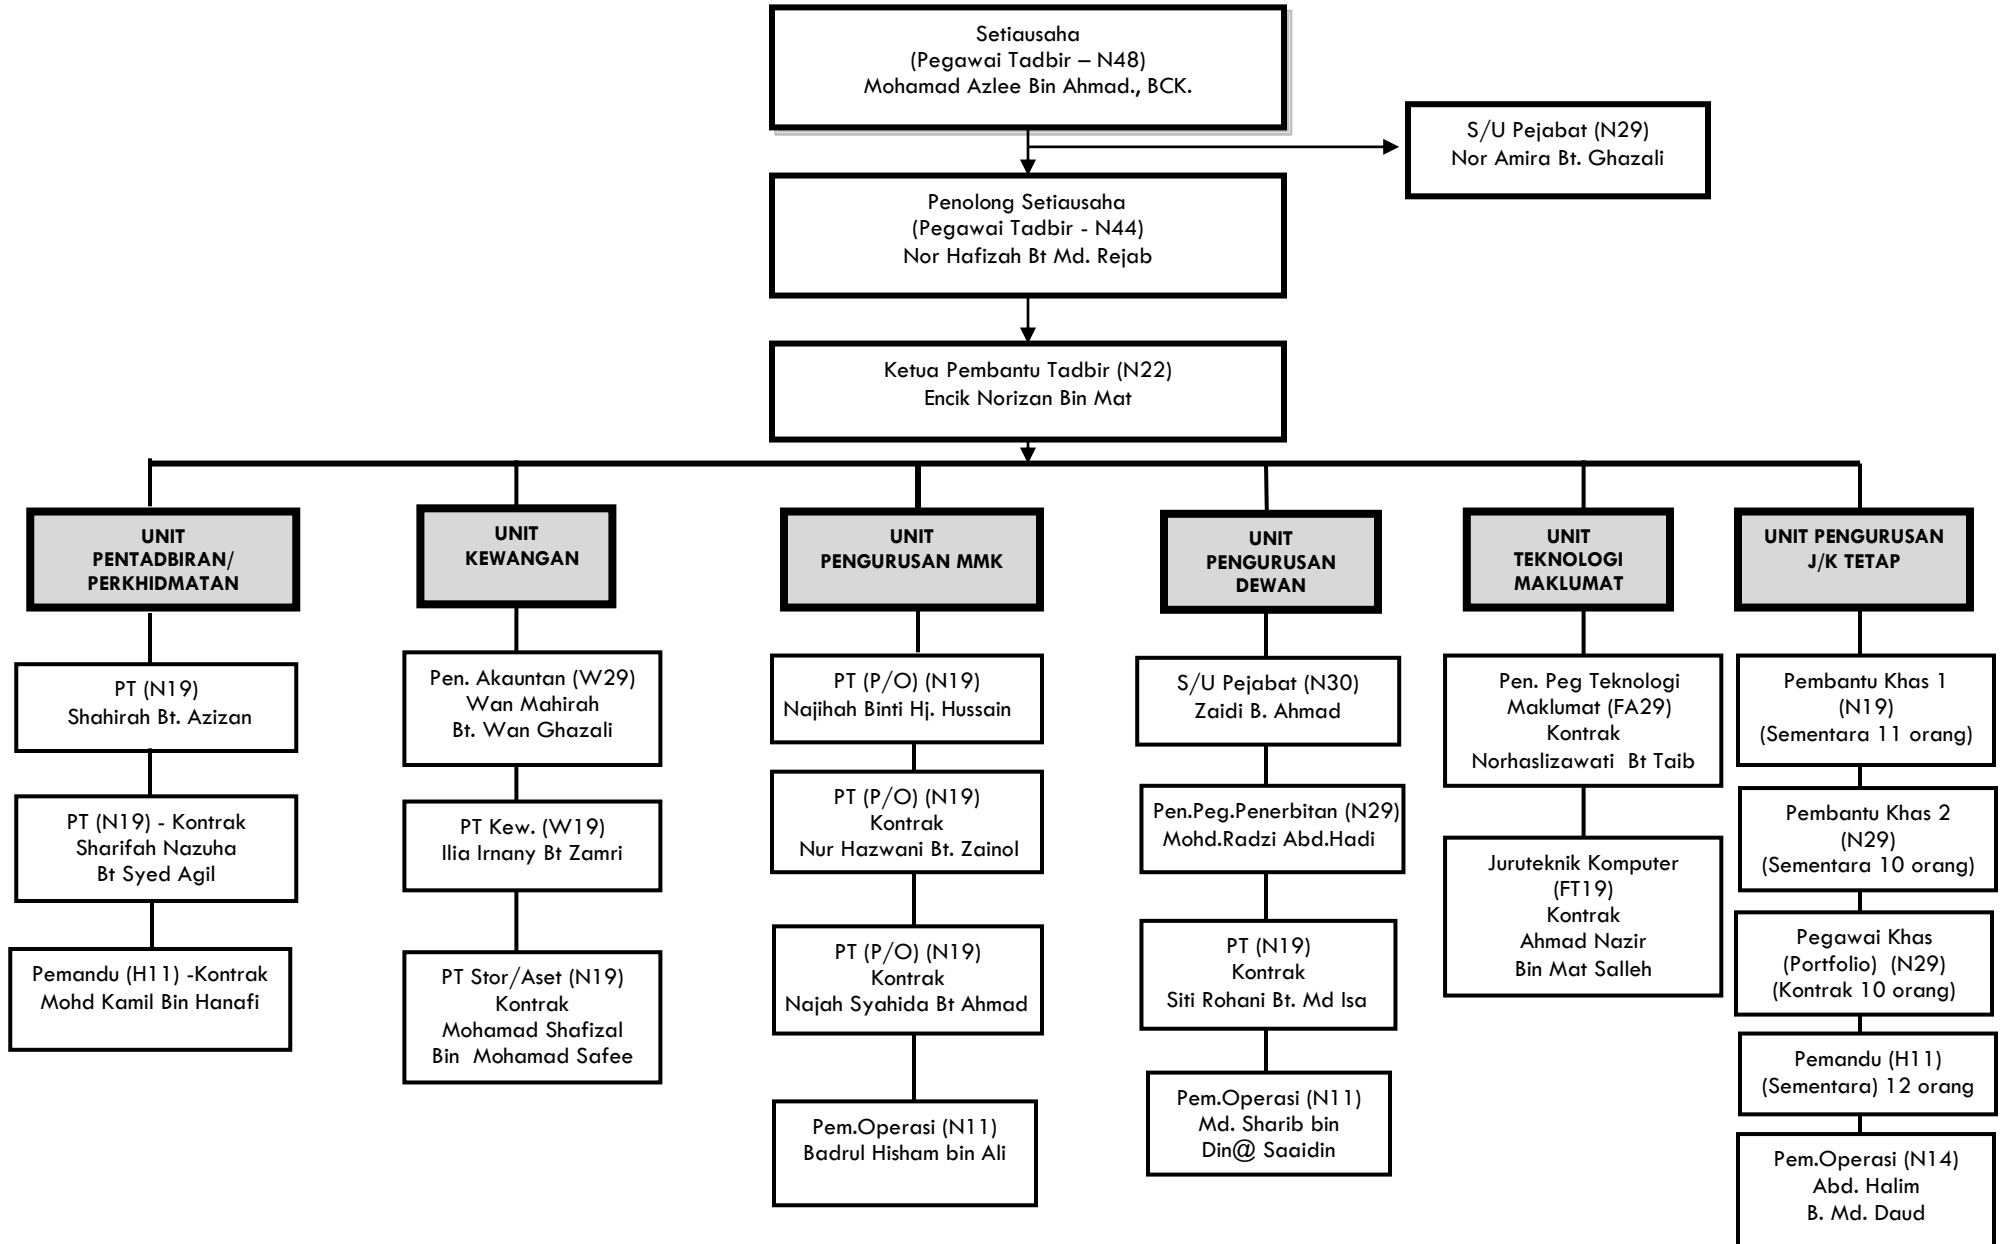 Setiausaha
(Pegawai Tadbir – N48)
Mohamad Azlee Bin Ahmad., BCK.
S/U Pejabat (N29)
Nor Amira Bt. Ghazali
Penolong Setiausaha
(Pegawai Tadbir - N44)
Nor Hafizah Bt Md. Rejab
Ketua Pembantu Tadbir (N22)
Encik Norizan Bin Mat
UNIT
PENTADBIRAN/
PERKHIDMATAN
PT (N19)
Shahirah Bt. Azizan
PT (N19) - Kontrak
Sharifah Nazuha
Bt Syed Agil
Pemandu (H11) -Kontrak
Mohd Kamil Bin Hanafi
UNIT
KEWANGAN
Pen. Akauntan (W29)
Wan Mahirah
Bt. Wan Ghazali
PT Kew. (W19)
Ilia Irnany Bt Zamri
PT Stor/Aset (N19)
Kontrak
Mohamad Shafizal
Bin Mohamad Safee
UNIT
PENGURUSAN MMK
PT (P/O) (N19)
Najihah Binti Hj. Hussain
PT (P/O) (N19)
Kontrak
Nur Hazwani Bt. Zainol
PT (P/O) (N19)
Kontrak
Najah Syahida Bt Ahmad
Pem.Operasi (N11)
Badrul Hisham bin Ali
UNIT
PENGURUSAN
DEWAN
S/U Pejabat (N30)
Zaidi B. Ahmad
Pen.Peg.Penerbitan (N29)
Mohd.Radzi Abd.Hadi
PT (N19)
Kontrak
Siti Rohani Bt. Md Isa
Pem.Operasi (N11)
Md. Sharib bin
Din@ Saaidin
UNIT
TEKNOLOGI
MAKLUMAT
Pen. Peg Teknologi
Maklumat (FA29)
Kontrak
Norhaslizawati Bt Taib
Juruteknik Komputer
(FT19)
Kontrak
Ahmad Nazir
Bin Mat Salleh
UNIT PENGURUSAN
J/K TETAP
Pembantu Khas 1
(N19)
(Sementara 11 orang)
Pembantu Khas 2
(N29)
(Sementara 10 orang)
Pegawai Khas
(Portfolio) (N29)
(Kontrak 10 orang)
Pemandu (H11)
(Sementara) 12 orang
Pem.Operasi (N14)
Abd. Halim
B. Md. Daud